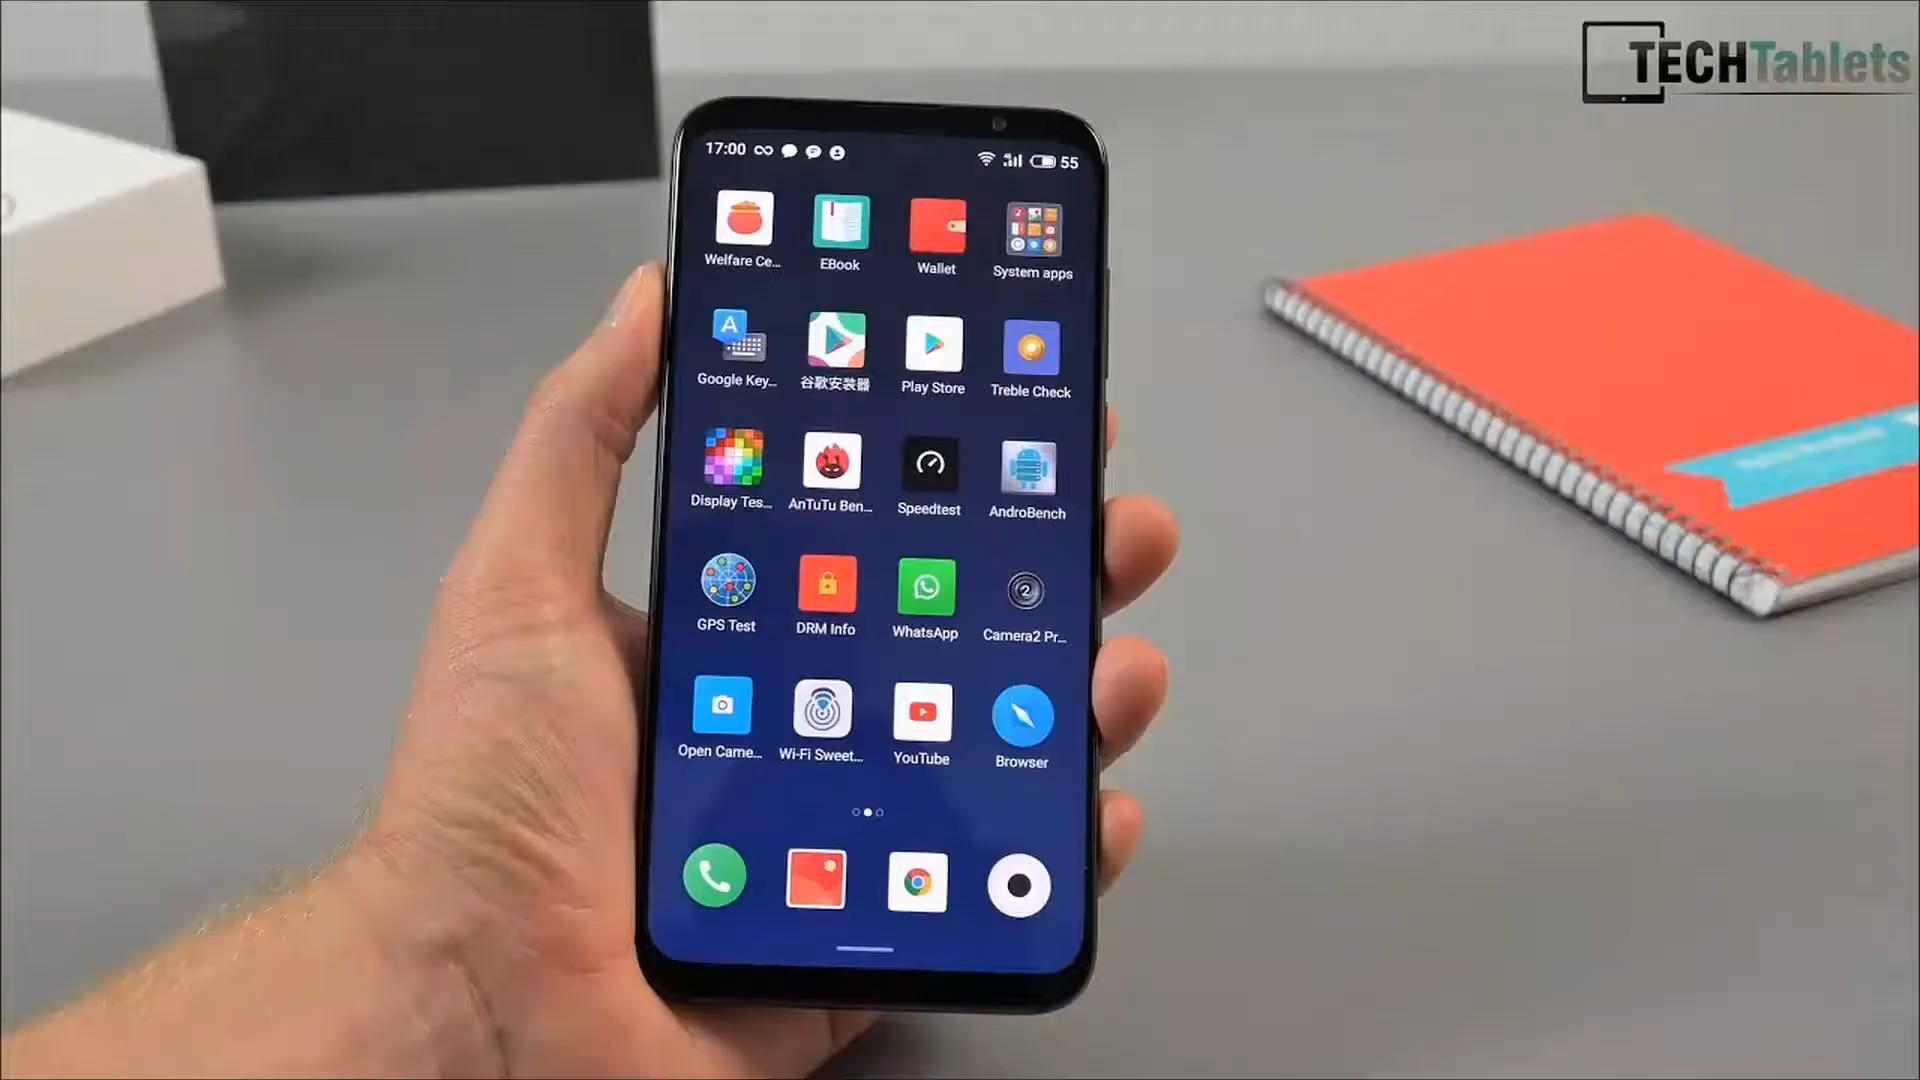 TECHTablets
17:00 55
Welfare Ce... EBook Wallet System apps
Google Key... 谷歌安装器 Play Store Treble Check
A
Display Tes... AnTuTu Ben... Speedtest AndroBench
2
GPS Test DRM Info WhatsApp Camera2 Pr...
Open Came... Wi-Fi Sweet... YouTube Browser